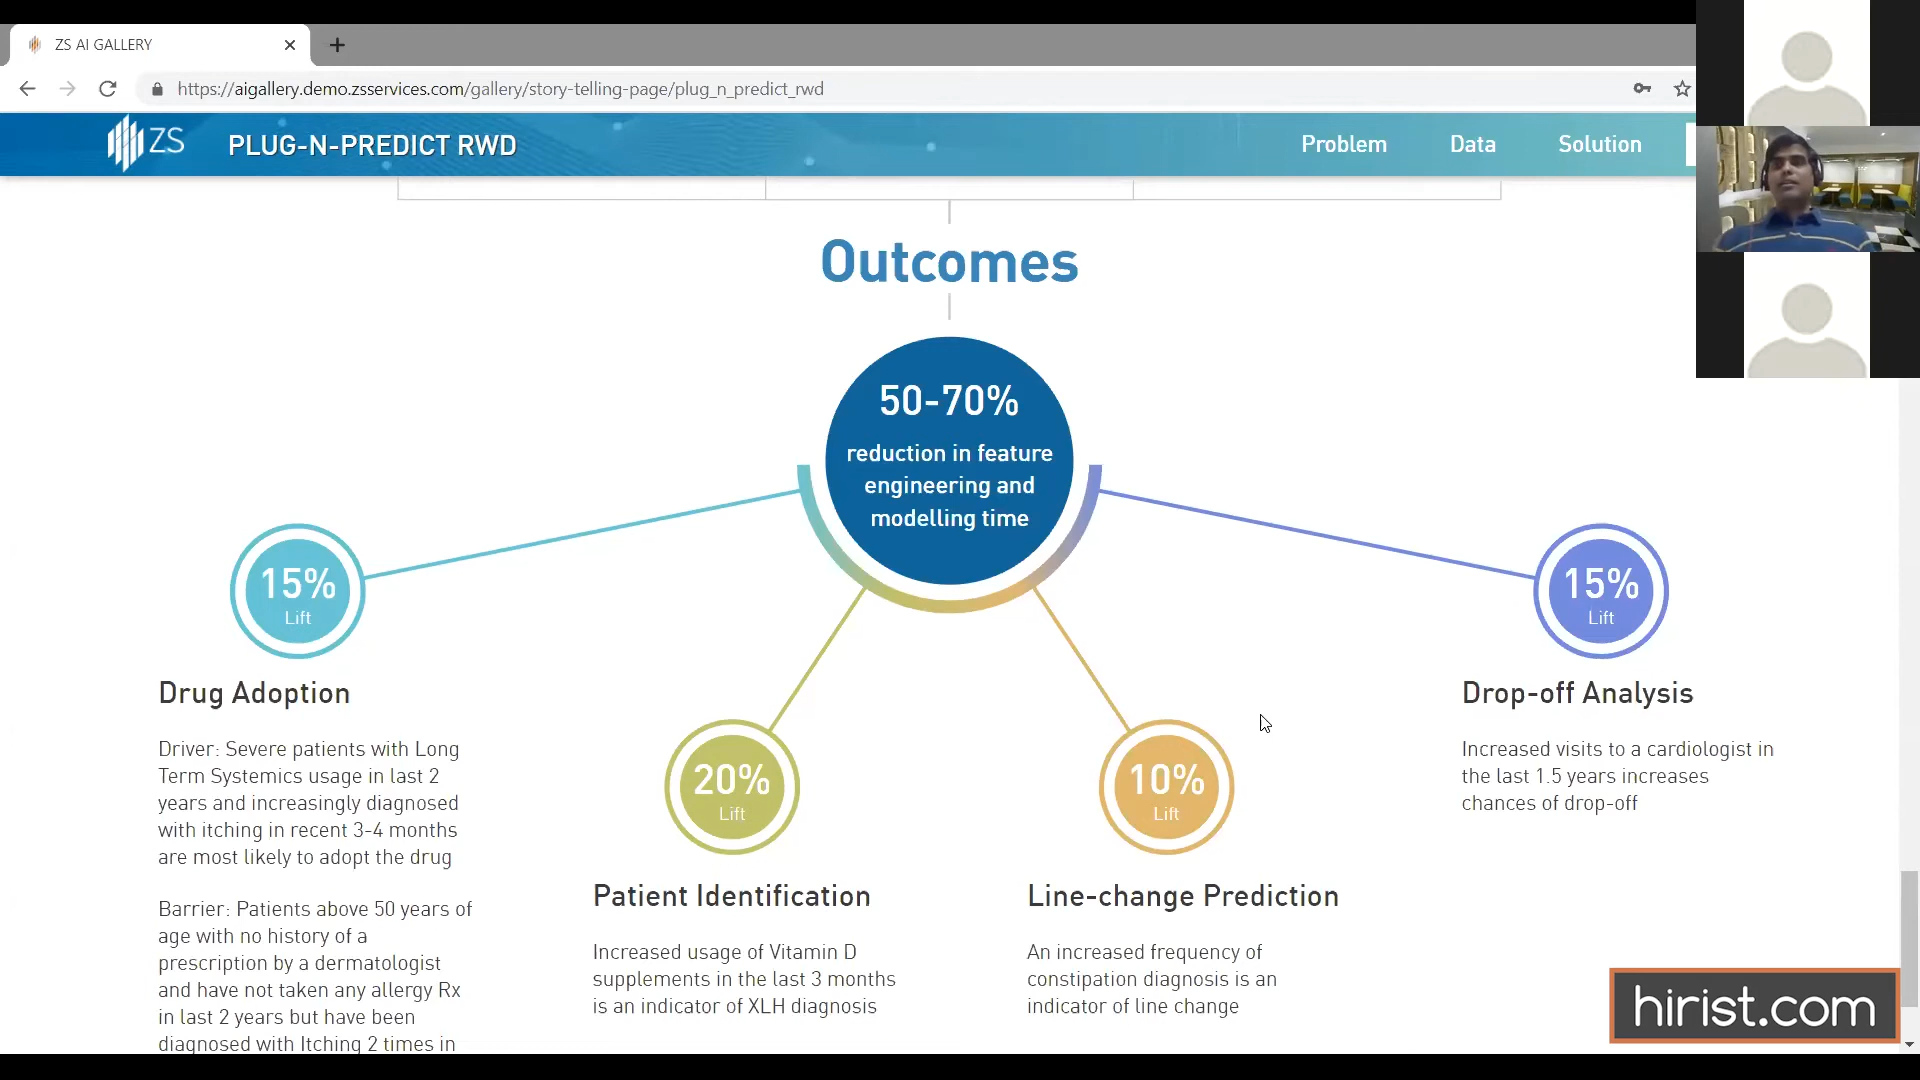 ZS AI GALLERY
https://aigallery.demo.zsservices.com/gallery/story-telling-page/plug_n_predict_rwd
ZS PLUG-N-PREDICT RWD Problem Data Solution
Outcomes
50-70%
reduction in feature
engineering and
modelling time
15%
Lift
Drug Adoption
Driver: Severe patients with Long
Term Systemics usage in last 2
years and increasingly diagnosed
with itching in recent 3-4 months
are most likely to adopt the drug
Barrier: Patients above 50 years of
age with no history of a
prescription by a dermatologist
and have not taken any allergy Rx
in last 2 years but have been
diagnosed with Itching 2 times in
20%
Lift
Patient Identification
Increased usage of Vitamin D
supplements in the last 3 months
is an indicator of XLH diagnosis
10%
Lift
Line-change Prediction
An increased frequency of
constipation diagnosis is an
indicator of line change
15%
Lift
Drop-off Analysis
Increased visits to a cardiologist in
the last 1.5 years increases
chances of drop-off
hirist.com